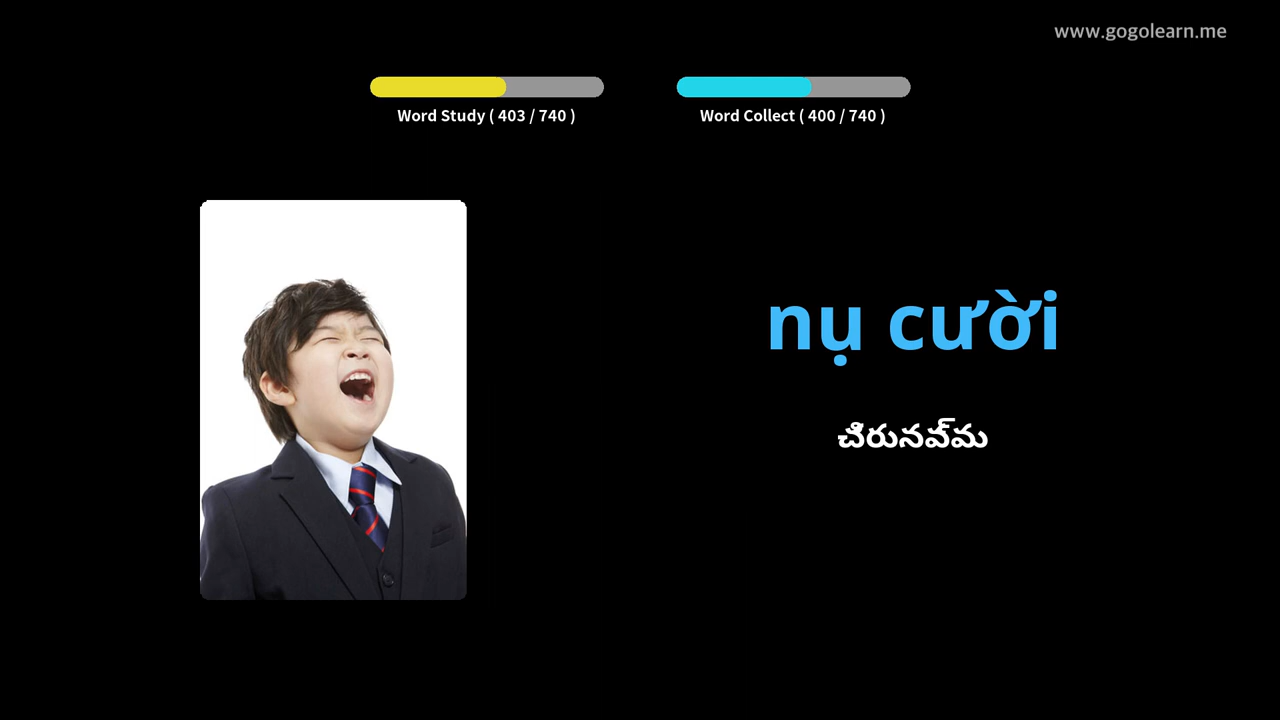 www.gogolearn.me
Word Study ( 403 / 740 )
Word Collect ( 400 / 740 )
nụ cười
చిరునవ్మ